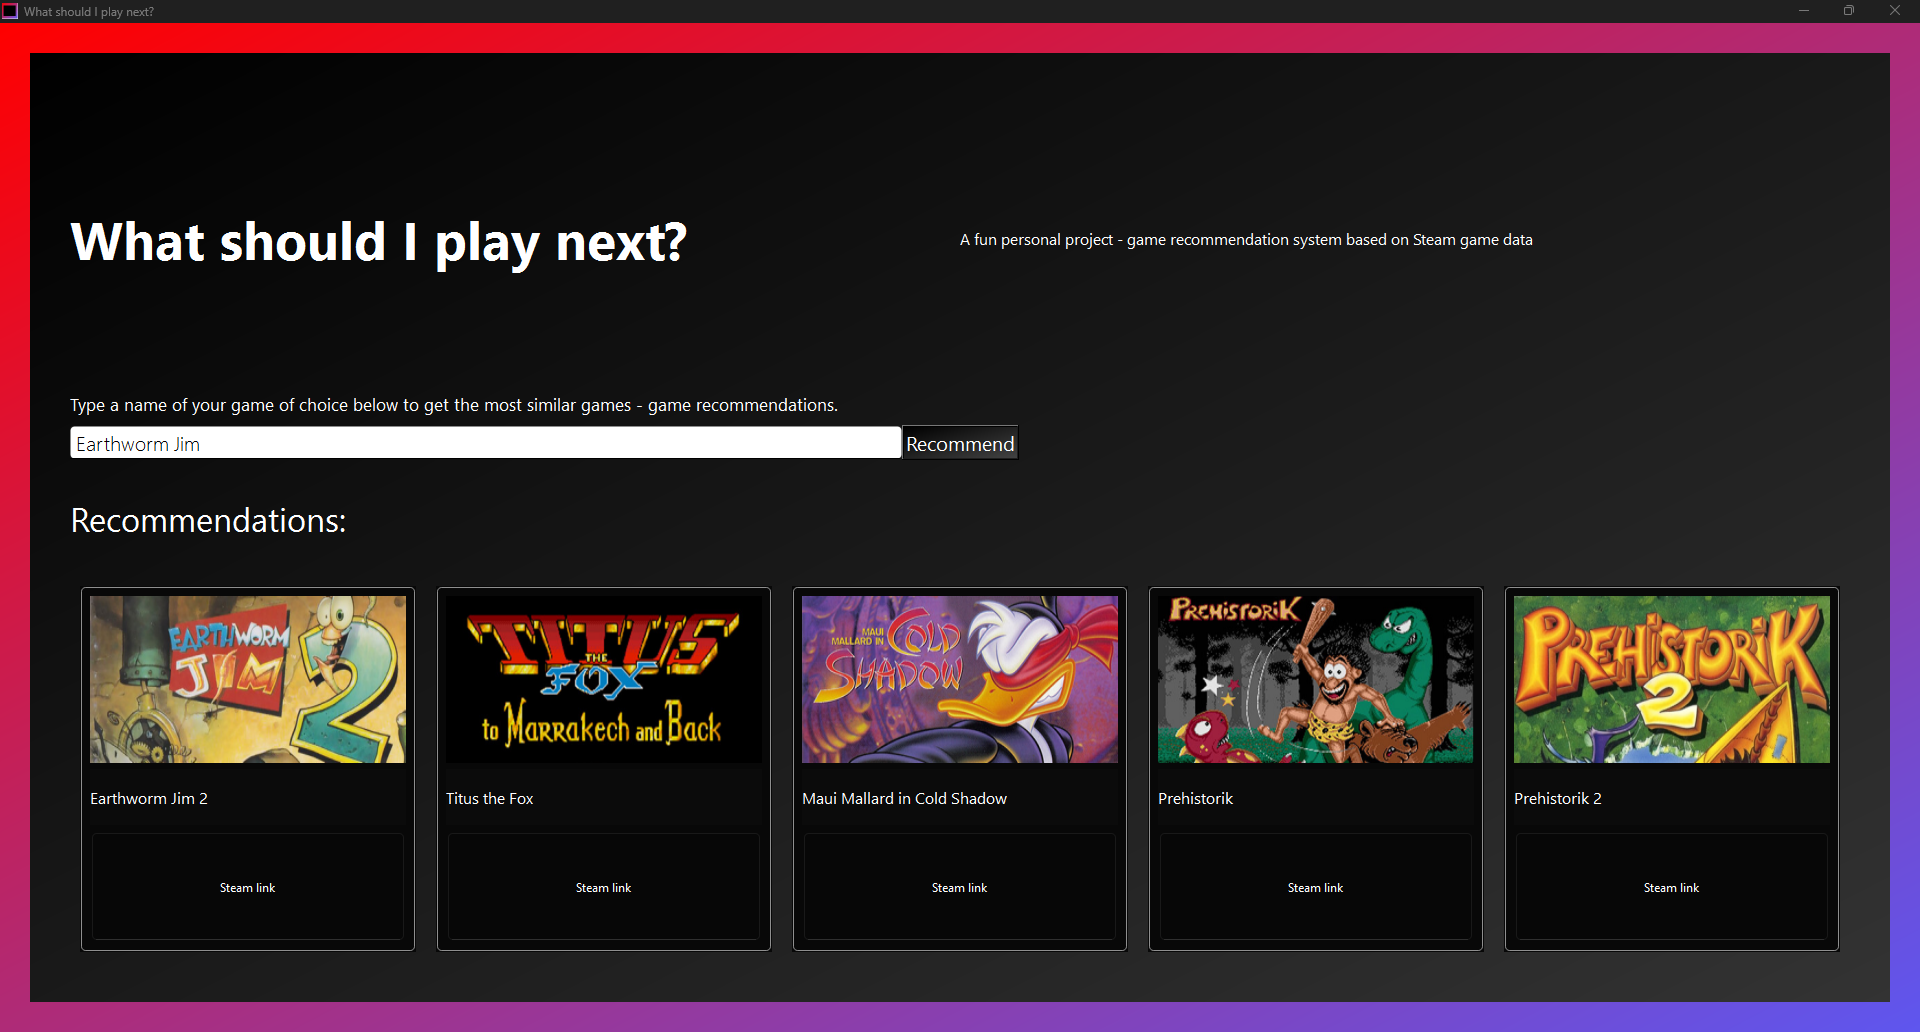 What should I play next?
What should I play next?
A fun personal project - game recommendation system based on Steam game data
Type a name of your game of choice below to get the most similar games - game recommendations.
Earthworm Jim
Recommend
Recommendations:
EARTHWORM
JIM
2
TITUS
THE
FOX
to Marrakech and Back
MAUI
MALLARD IN
COLD
SHADOW
PREHISTORIK
PREHISTORIK
2
Earthworm Jim 2
Titus the Fox
Maui Mallard in Cold Shadow
Prehistorik
Prehistorik 2
Steam link
Steam link
Steam link
Steam link
Steam link